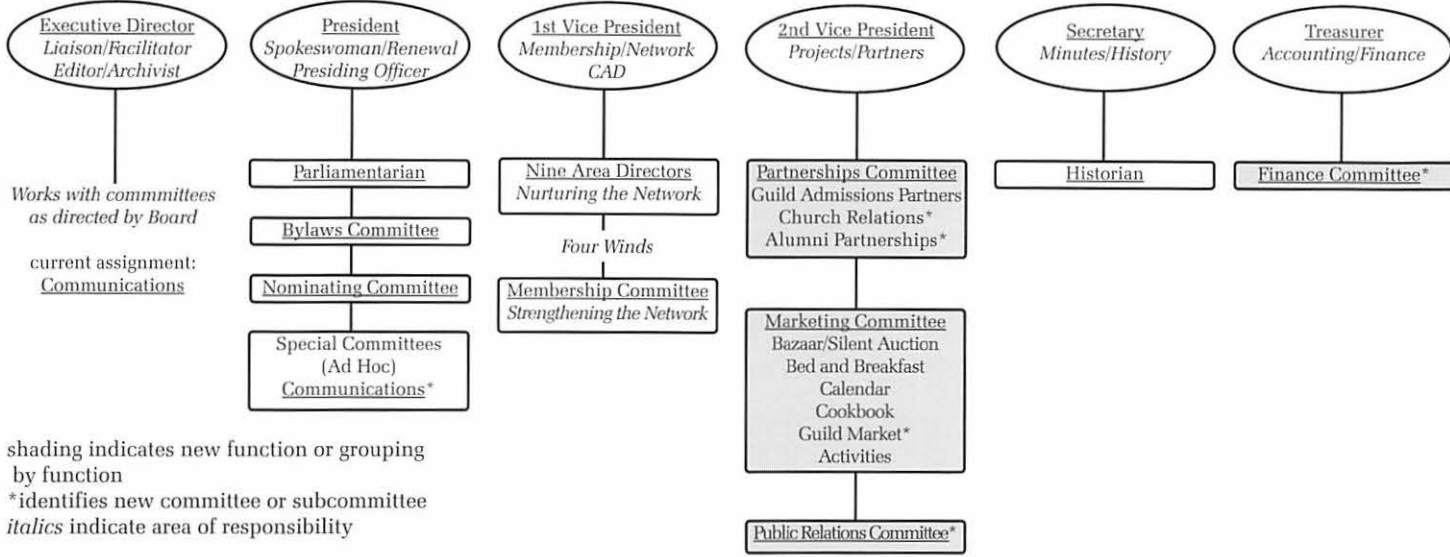 Executive Director
Liaison/Facilitator
Editor/Archivist
Works with commmittees
as directed by Board
current assignment:
Communications
President
Spokeswoman/Renewal
Presiding Officer
Parliamentarian
Bylaws Committee
Nominating Committee
Special Committees
(Ad Hoc)
Communications*
1st Vice President
Membership/Network
CAD
Nine Area Directors
Nurturing the Network
Four Winds
Membership Committee
Strengthening the Network
2nd Vice President
Projects/Partners
Partnerships Committee
Guild Admissions Partners
Church Relations*
Alumni Partnerships*
Marketing Committee
Bazaar/Silent Auction
Bed and Breakfast
Calendar
Cookbook
Guild Market*
Activities
Public Relations Committee*
Secretary
Minutes/History
Historian
Treasurer
Accounting/Finance
Finance Committee*
shading indicates new function or grouping
by function
*identifies new committee or subcommittee
italics indicate area of responsibility